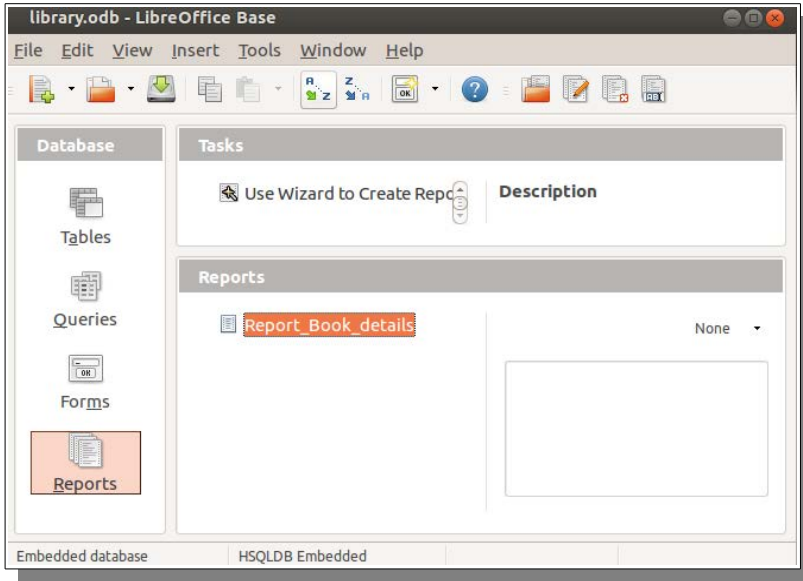 library.odb - LibreOffice Base
File Edit View Insert Tools Window Help
Database
Tables
Queries
Forms
Reports
Tasks
Use Wizard to Create Repo
Description
Reports
Report_Book_details
None
Embedded database HSQLDB Embedded